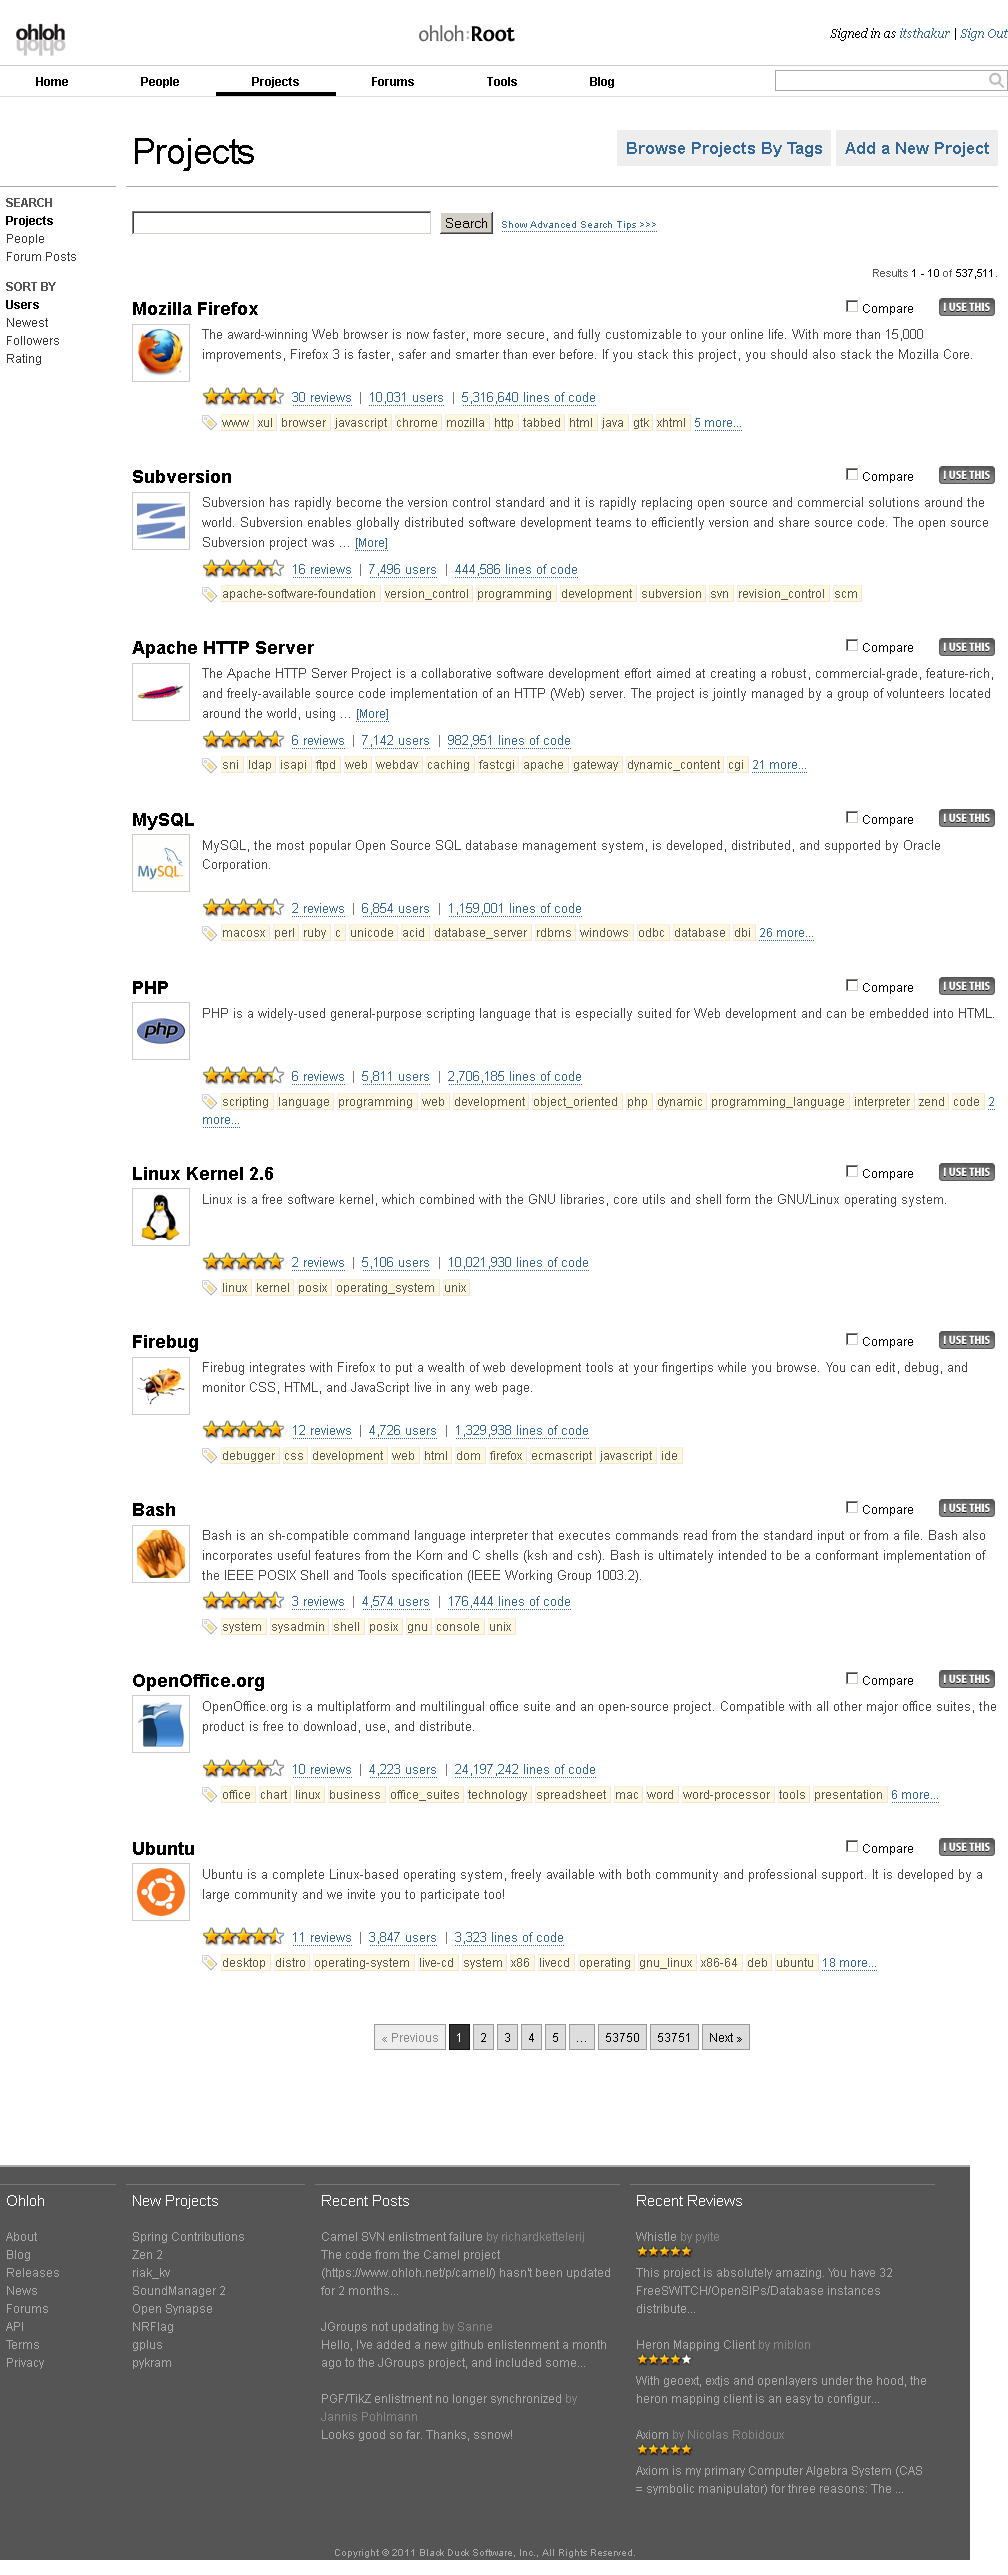 ohloh
ohloh:Root
Signed in as itsthakur | Sign Out
Home People Projects Forums Tools Blog
Projects
Browse Projects By Tags Add a New Project
SEARCH
Projects
People
Forum Posts
SORT BY
Users
Newest
Followers
Rating
Search Show Advanced Search Tips >>>
Results 1 - 10 of 537,511.
Mozilla Firefox
Compare I USE THIS
The award-winning Web browser is now faster, more secure, and fully customizable to your online life. With more than 15,000
improvements, Firefox 3 is faster, safer and smarter than ever before. If you stack this project, you should also stack the Mozilla Core.
30 reviews | 10,031 users | 5,316,640 lines of code
www xul browser javascript chrome mozilla http tabbed html java gtk xhtml 5 more...
Subversion
Compare I USE THIS
Subversion has rapidly become the version control standard and it is rapidly replacing open source and commercial solutions around the
world. Subversion enables globally distributed software development teams to efficiently version and share source code. The open source
Subversion project was ... [More]
16 reviews | 7,496 users | 444,586 lines of code
apache-software-foundation version_control programming development subversion svn revision_control scm
Apache HTTP Server
Compare I USE THIS
The Apache HTTP Server Project is a collaborative software development effort aimed at creating a robust, commercial-grade, feature-rich,
and freely-available source code implementation of an HTTP (Web) server. The project is jointly managed by a group of volunteers located
around the world, using ... [More]
6 reviews | 7,142 users | 982,951 lines of code
sni ldap isapi ftpd web webdav caching fastcgi apache gateway dynamic_content cgi 21 more...
MySQL
Compare I USE THIS
MySQL
MySQL, the most popular Open Source SQL database management system, is developed, distributed, and supported by Oracle
Corporation.
2 reviews | 6,854 users | 1,159,001 lines of code
macosx perl ruby c unicode acid database_server rdbms windows odbc database dbi 26 more...
PHP
Compare I USE THIS
php
PHP is a widely-used general-purpose scripting language that is especially suited for Web development and can be embedded into HTML.
6 reviews | 5,811 users | 2,706,185 lines of code
scripting language programming web development object_oriented php dynamic programming_language interpreter zend code 2
more...
Linux Kernel 2.6
Compare I USE THIS
Linux is a free software kernel, which combined with the GNU libraries, core utils and shell form the GNU/Linux operating system.
2 reviews | 5,106 users | 10,021,930 lines of code
linux kernel posix operating_system unix
Firebug
Compare I USE THIS
Firebug integrates with Firefox to put a wealth of web development tools at your fingertips while you browse. You can edit, debug, and
monitor CSS, HTML, and JavaScript live in any web page.
12 reviews | 4,726 users | 1,329,938 lines of code
debugger css development web html dom firefox ecmascript javascript ide
Bash
Compare I USE THIS
Bash is an sh-compatible command language interpreter that executes commands read from the standard input or from a file. Bash also
incorporates useful features from the Korn and C shells (ksh and csh). Bash is ultimately intended to be a conformant implementation of
the IEEE POSIX Shell and Tools specification (IEEE Working Group 1003.2).
3 reviews | 4,574 users | 176,444 lines of code
system sysadmin shell posix gnu console unix
OpenOffice.org
Compare I USE THIS
OpenOffice.org is a multiplatform and multilingual office suite and an open-source project. Compatible with all other major office suites, the
product is free to download, use, and distribute.
10 reviews | 4,223 users | 24,197,242 lines of code
office chart linux business office_suites technology spreadsheet mac word word-processor tools presentation 6 more...
Ubuntu
Compare I USE THIS
Ubuntu is a complete Linux-based operating system, freely available with both community and professional support. It is developed by a
large community and we invite you to participate too!
11 reviews | 3,847 users | 3,323 lines of code
desktop distro operating-system live-cd system x86 livecd operating gnu_linux x86-64 deb ubuntu 18 more...
« Previous 1 2 3 4 5 ... 53750 53751 Next »
Ohloh
About
Blog
Releases
News
Forums
API
Terms
Privacy
New Projects
Spring Contributions
Zen 2
riak_kv
SoundManager 2
Open Synapse
NRFlag
gplus
pykram
Recent Posts
Camel SVN enlistment failure by richardkettelerij
The code from the Camel project
(https://www.ohloh.net/p/camel/) hasn't been updated
for 2 months...
JGroups not updating by Sanne
Hello, I've added a new github enlistenment a month
ago to the JGroups project, and included some...
PGF/TikZ enlistment no longer synchronized by
Jannis Pohlmann
Looks good so far. Thanks, ssnow!
Recent Reviews
Whistle by pyite
This project is absolutely amazing. You have 32
FreeSWITCH/OpenSIPs/Database instances
distribute...
Heron Mapping Client by miblon
With geoext, extjs and openlayers under the hood, the
heron mapping client is an easy to configur...
Axiom by Nicolas Robidoux
Axiom is my primary Computer Algebra System (CAS
= symbolic manipulator) for three reasons: The ...
Copyright © 2011 Black Duck Software, Inc., All Rights Reserved.